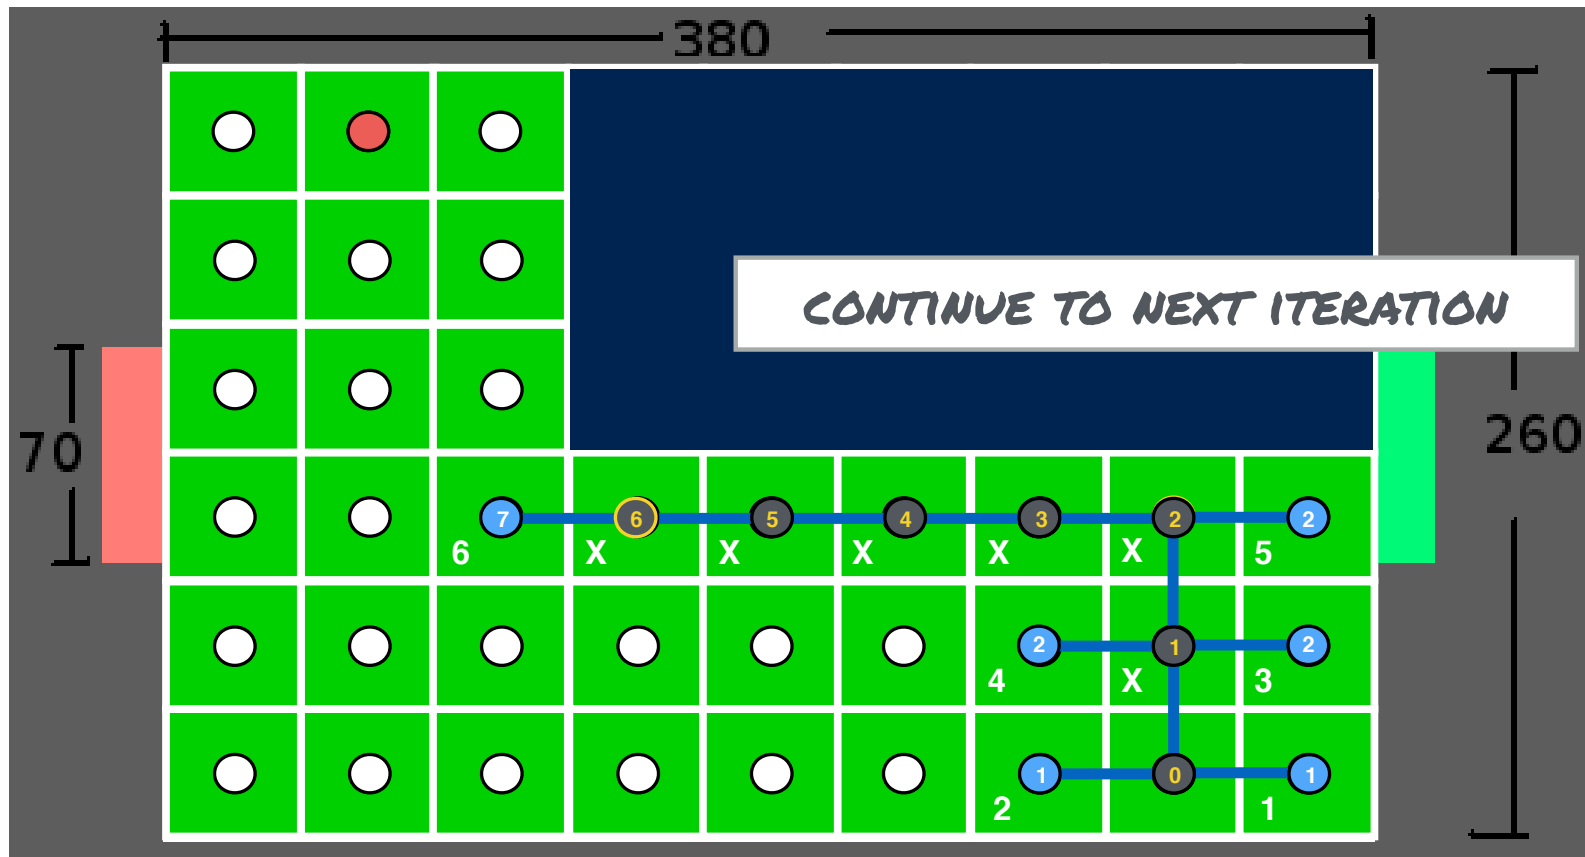 380
CONTINUE TO NEXT ITERATION
70
260
7 6 5 4 3 2 2
6 X X X X X 5
2 1 2
4 X 3
1 0 1
2 1